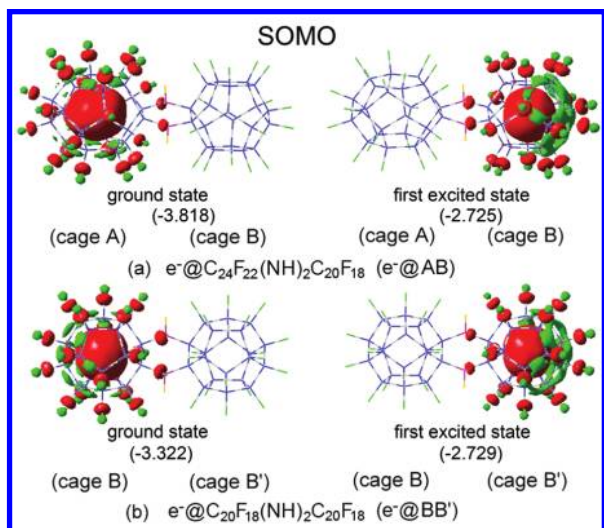 SOMO
ground state first excited state
(-3.818) (-2.725)
(cage A) (cage B) (cage A) (cage B)
(a) e⁻@C₂₄F₂₂(NH)₂C₂₀F₁₈ (e⁻@AB)
ground state first excited state
(-3.322) (-2.729)
(cage B) (cage B') (cage B) (cage B')
(b) e⁻@C₂₀F₁₈(NH)₂C₂₀F₁₈ (e⁻@BB')